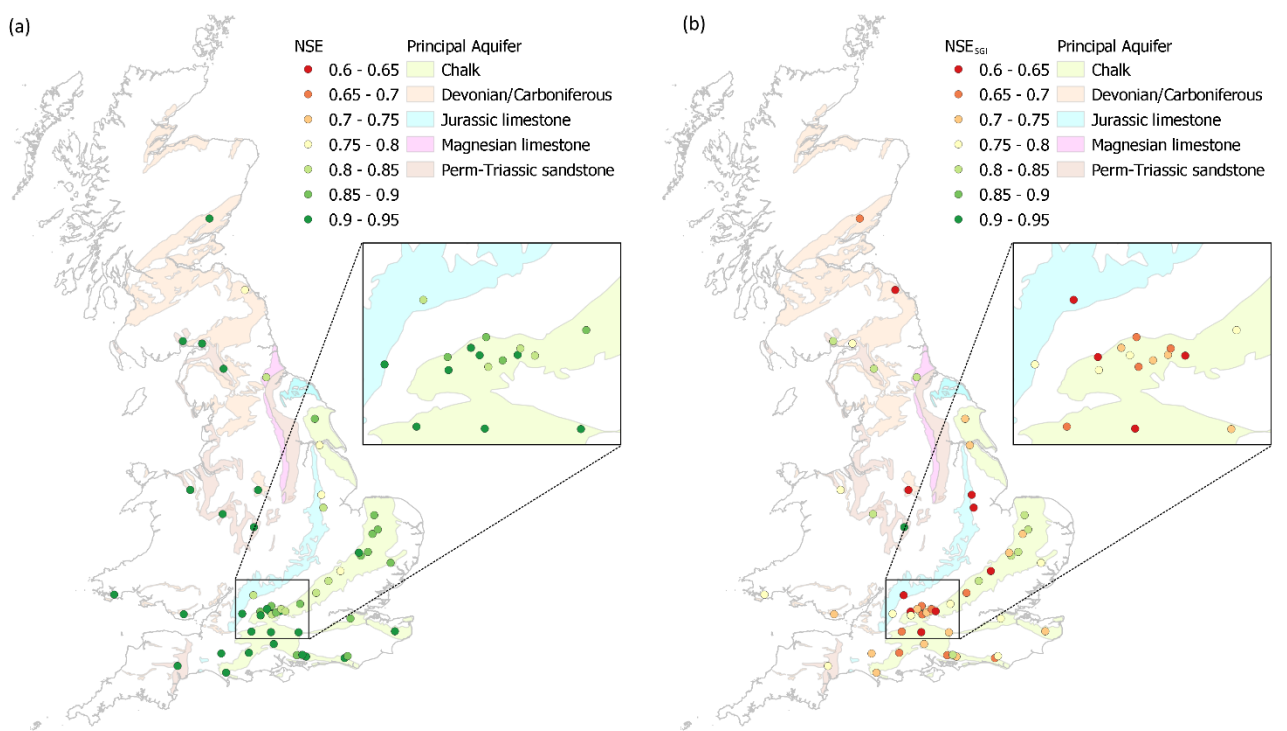 (a)
NSE Principal Aquifer
0.6 - 0.65 Chalk
0.65 - 0.7 Devonian/Carboniferous
0.7 - 0.75 Jurassic limestone
0.75 - 0.8 Magnesian limestone
0.8 - 0.85 Perm-Triassic sandstone
0.85 - 0.9
0.9 - 0.95
(b)
NSE SGI Principal Aquifer
0.6 - 0.65 Chalk
0.65 - 0.7 Devonian/Carboniferous
0.7 - 0.75 Jurassic limestone
0.75 - 0.8 Magnesian limestone
0.8 - 0.85 Perm-Triassic sandstone
0.85 - 0.9
0.9 - 0.95